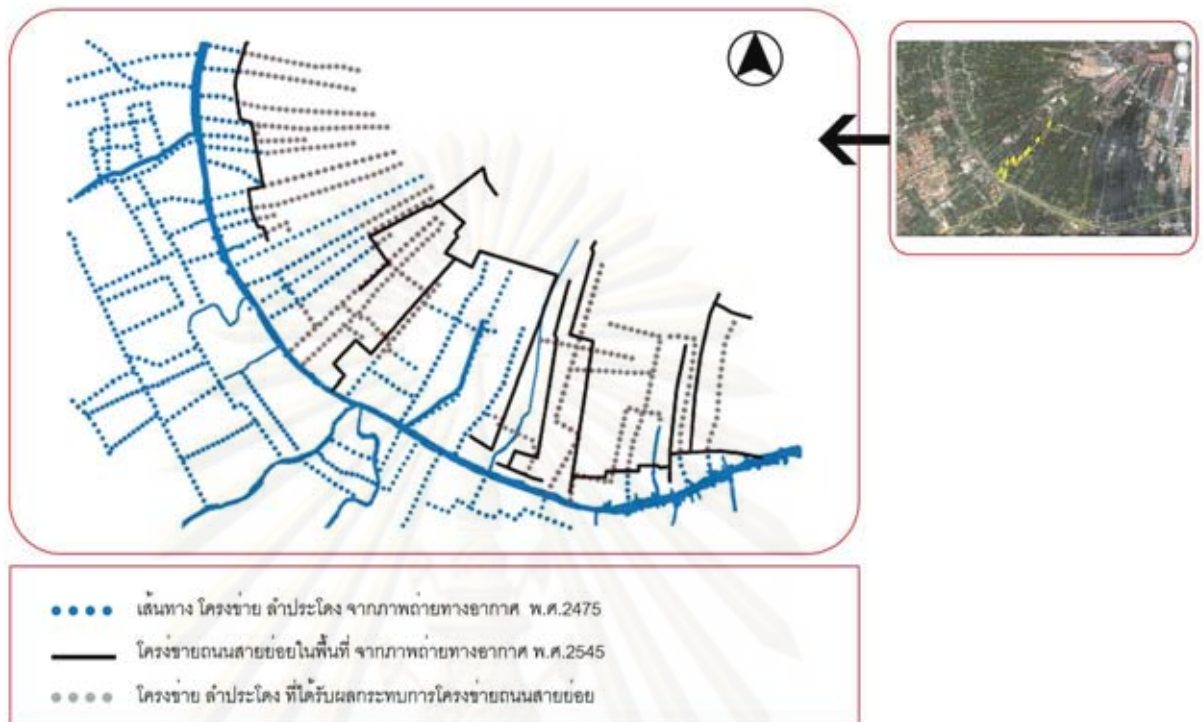 เส้นทาง โครงข่าย ลำประโดง จากภาพถ่ายทางอากาศ พ.ศ.2475
โครงข่ายถนนสายย่อยในพื้นที่ จากภาพถ่ายทางอากาศ พ.ศ.2545
โครงข่าย ลำประโดง ที่ได้รับผลกระทบการโครงข่ายถนนสายย่อย